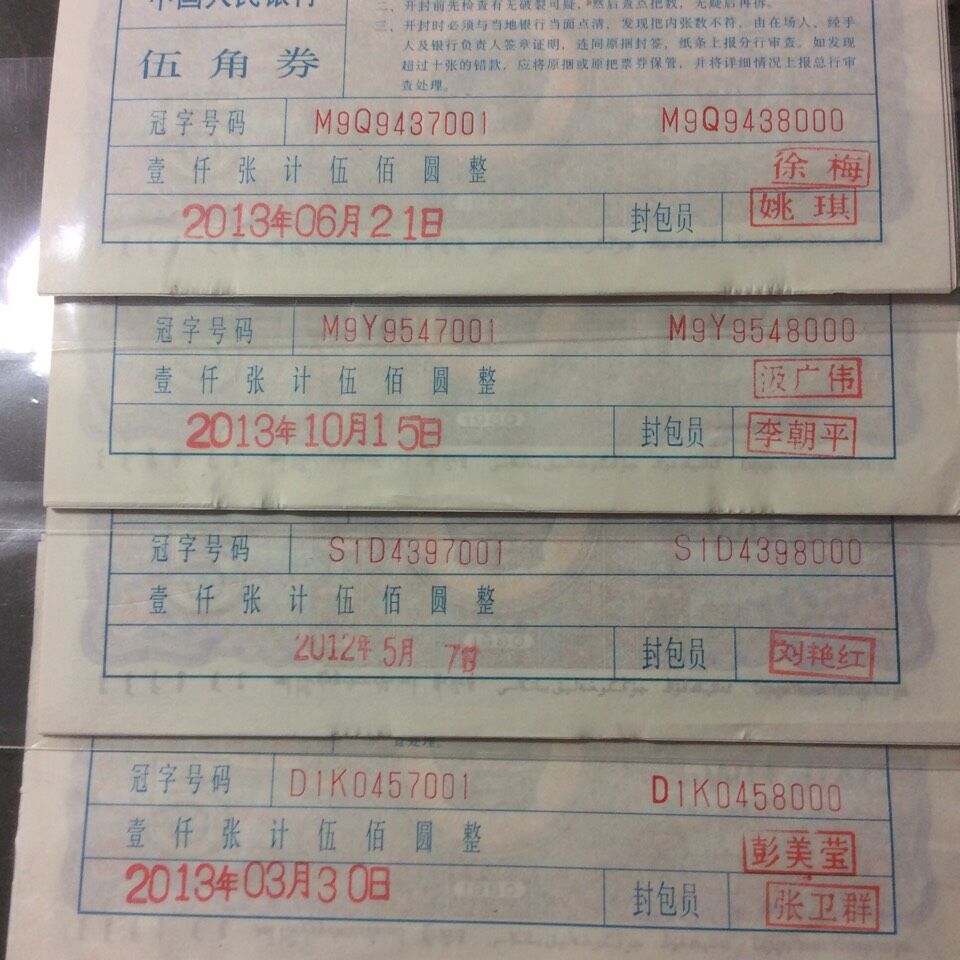 中国人民银行
伍角券
二、开封前先检查有无破裂可疑，然后查点把数，无疑后再拆。
三、开封时必须与当地银行当面点清，发现把内张数不符，由在场人、经手
人及银行负责人签章证明，连同原捆封签，纸条上报分行审查。如发现
超过十张的错款，应将原捆或原把票券保管，并将详细情况上报总行审
查处理。
冠字号码 M9Q9437001 M9Q9438000
壹仟张计伍佰圆整 徐梅
2013年06月21日 封包员 姚琪
冠字号码 M9Y9547001 M9Y9548000
壹仟张计伍佰圆整 汲广伟
2013年10月15日 封包员 李朝平
冠字号码 S1D4397001 S1D4398000
壹仟张计伍佰圆整
2012年5月7日 封包员 刘艳红
查处理。
冠字号码 D1K0457001 D1K0458000
壹仟张计伍佰圆整 彭美莹
2013年03月30日 封包员 张卫群